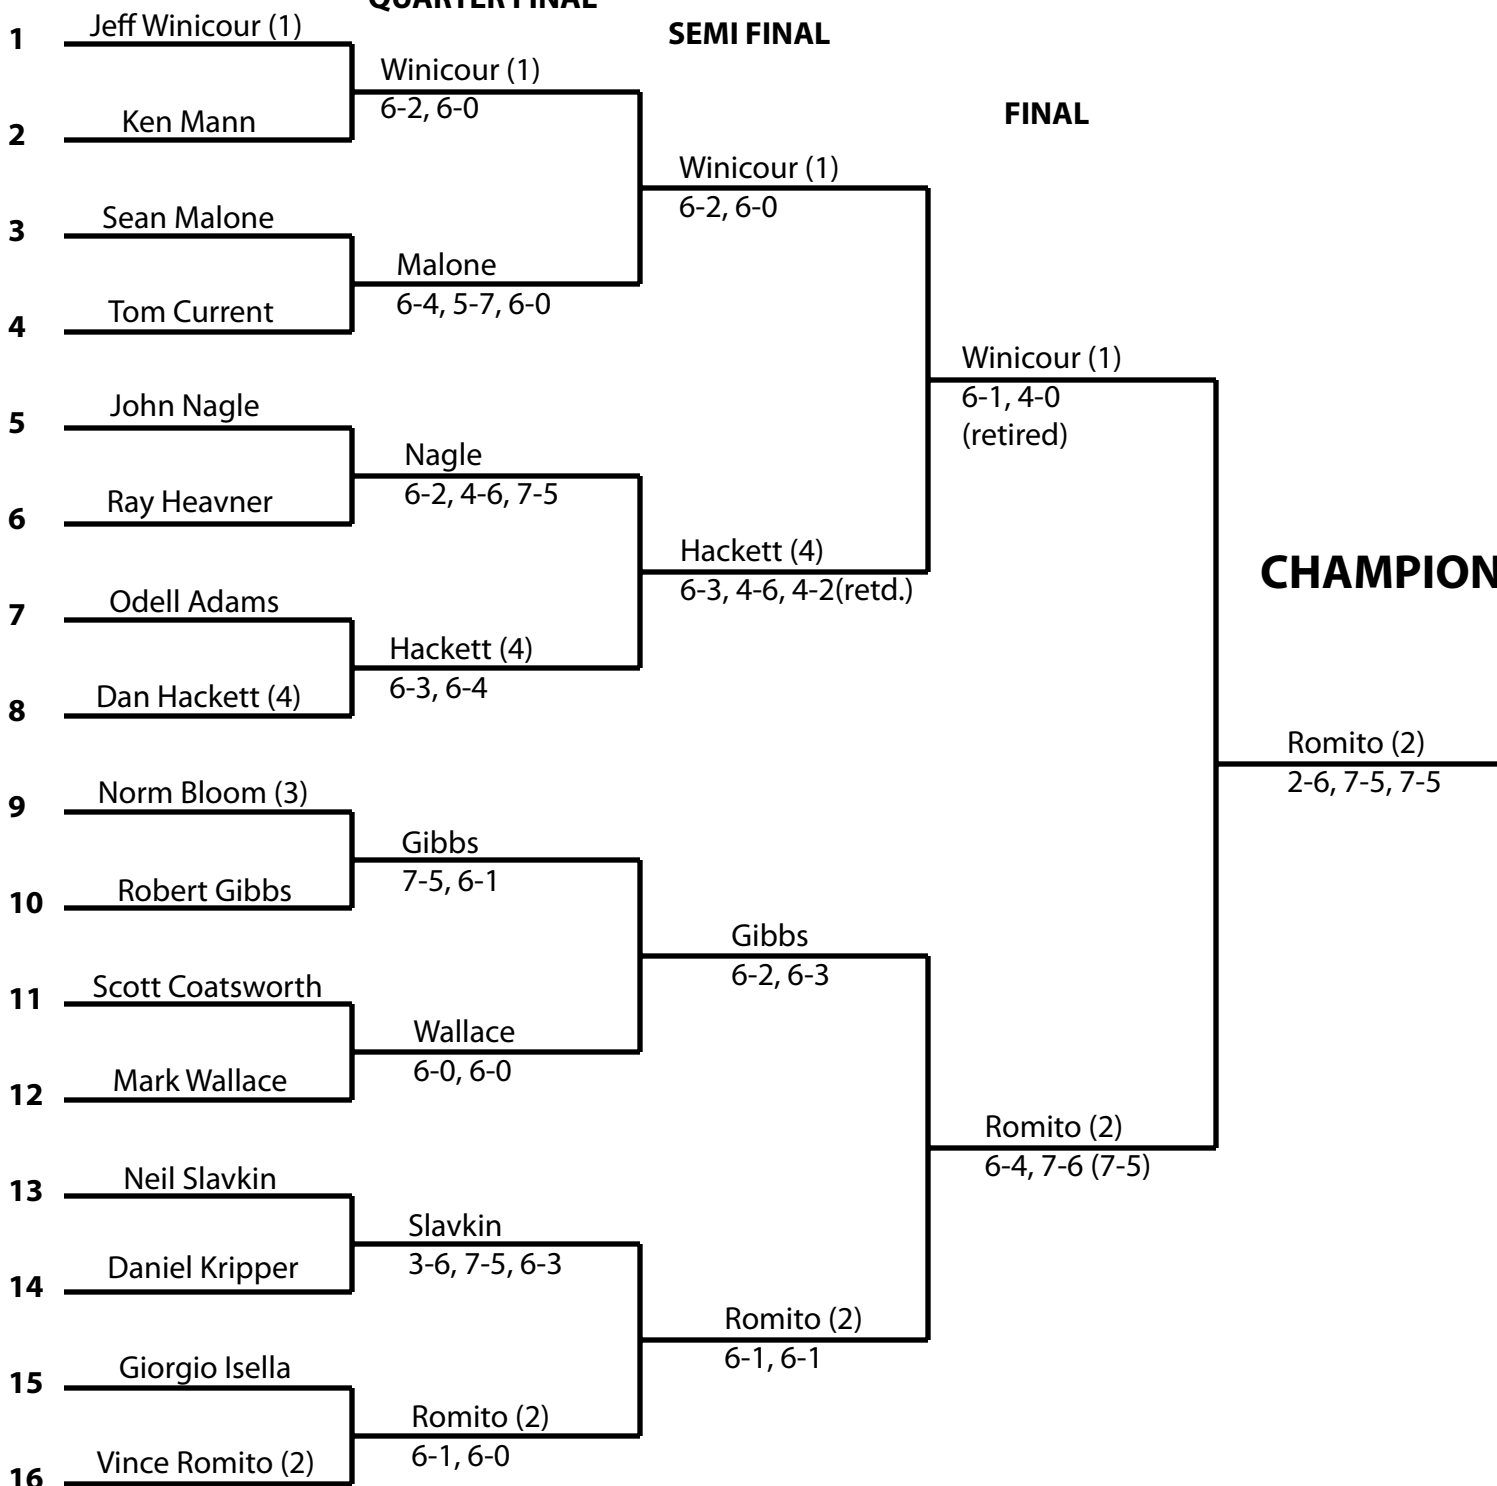 QUARTER FINAL
SEMI FINAL
FINAL
CHAMPION
1 Jeff Winicour (1)
2 Ken Mann
3 Sean Malone
4 Tom Current
5 John Nagle
6 Ray Heavner
7 Odell Adams
8 Dan Hackett (4)
9 Norm Bloom (3)
10 Robert Gibbs
11 Scott Coatsworth
12 Mark Wallace
13 Neil Slavkin
14 Daniel Kripper
15 Giorgio Isella
16 Vince Romito (2)
Winicour (1)
6-2, 6-0
Malone
6-4, 5-7, 6-0
Nagle
6-2, 4-6, 7-5
Hackett (4)
6-3, 6-4
Gibbs
7-5, 6-1
Wallace
6-0, 6-0
Slavkin
3-6, 7-5, 6-3
Romito (2)
6-1, 6-0
Winicour (1)
6-2, 6-0
Hackett (4)
6-3, 4-6, 4-2(retd.)
Gibbs
6-2, 6-3
Romito (2)
6-1, 6-1
Winicour (1)
6-1, 4-0
(retired)
Romito (2)
6-4, 7-6 (7-5)
Romito (2)
2-6, 7-5, 7-5